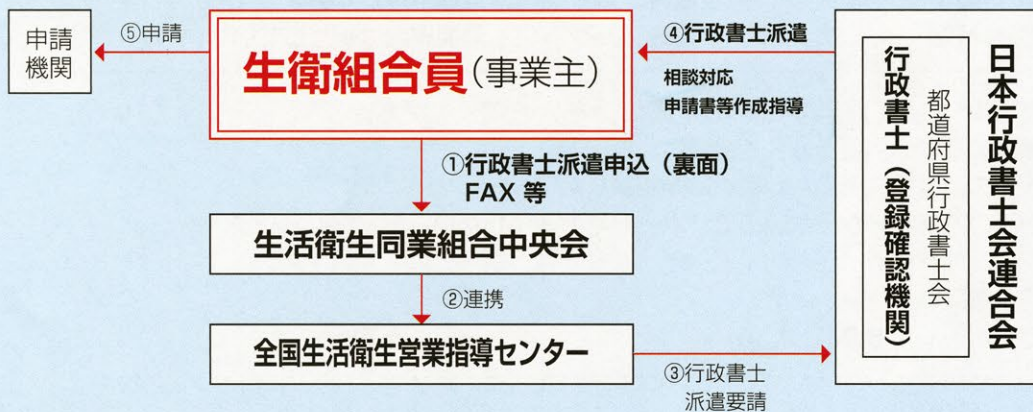 申請
機関
⑤申請
生衛組合員（事業主）
④行政書士派遣
相談対応
申請書等作成指導
①行政書士派遣申込（裏面）
FAX 等
生活衛生同業組合中央会
②連携
全国生活衛生営業指導センター
③行政書士
派遣要請
日本行政書士会連合会
都道府県行政書士会
行政書士（登録確認機関）